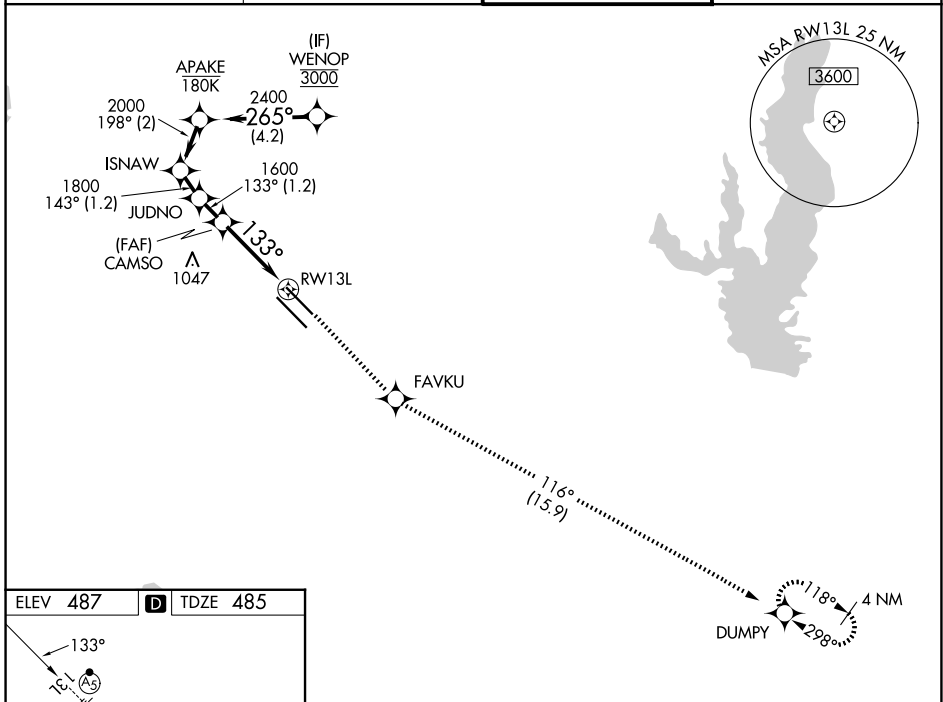 MSA RW13L 25 NM
3600
(IF)
WENOP
3000
APAKE
180K
2400
265°
(4.2)
2000
198° (2)
ISNAW
1600
133° (1.2)
1800
143° (1.2)
JUDNO
(FAF)
CAMSO
1047
133°
RW13L
FAVKU
116°
(15.9)
118°
4 NM
298°
DUMPY
ELEV 487 D TDZE 485
133°
13L
A5